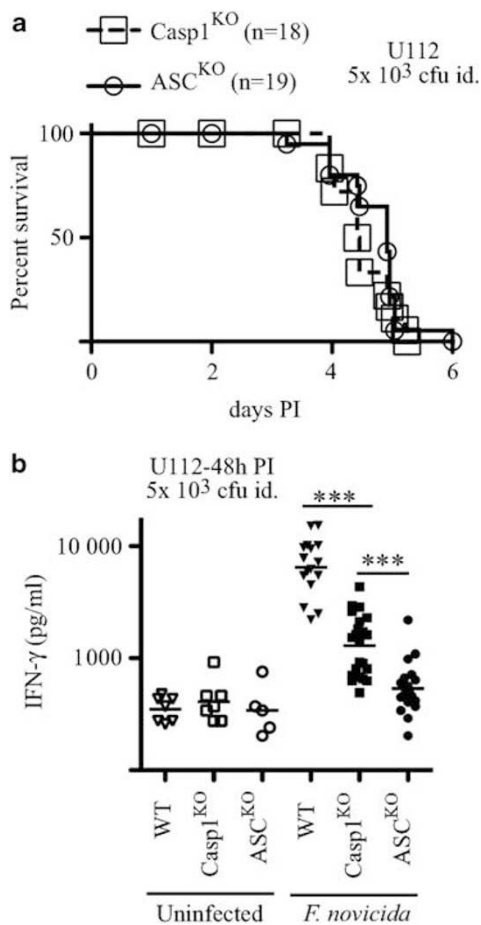 a
Casp1KO (n=18)
ASCKO (n=19)
U112
5x 103 cfu id.
100
50
Percent survival
0 2 4 6
days PI
b
U112-48h PI
5x 103 cfu id.
***
***
10 000
1000
IFN-γ (pg/ml)
WT
Casp1KO
ASCKO
WT
Casp1KO
ASCKO
Uninfected
F. novicida